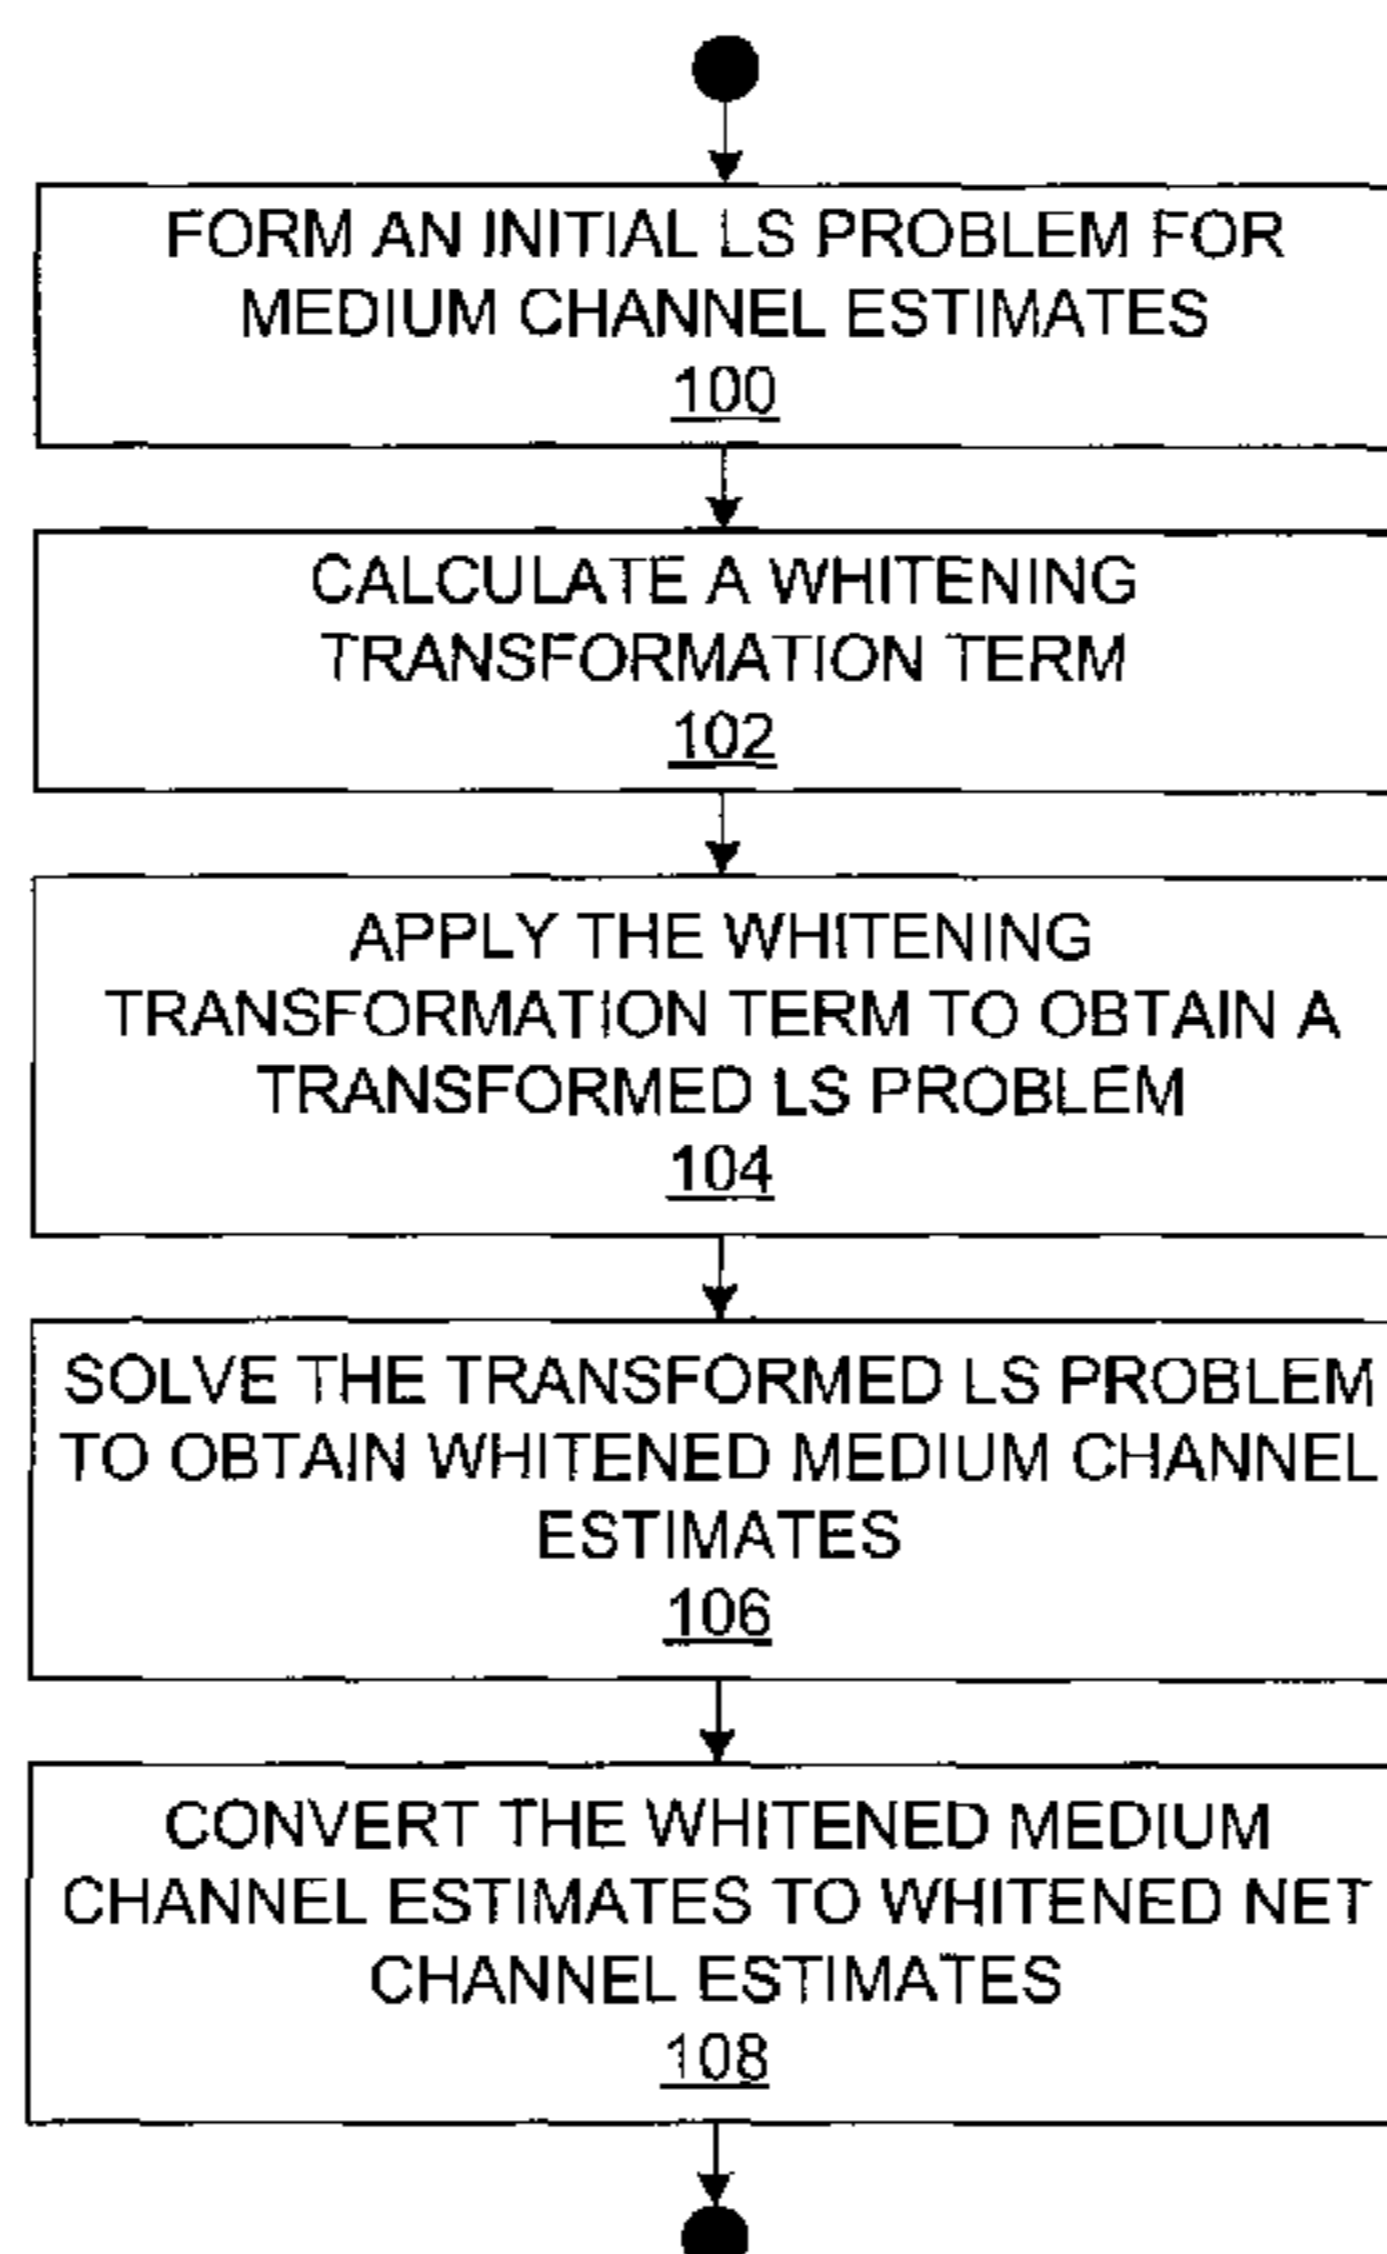 FORM AN INITIAL LS PROBLEM FOR
MEDIUM CHANNEL ESTIMATES
100
CALCULATE A WHITENING
TRANSFORMATION TERM
102
APPLY THE WHITENING
TRANSFORMATION TERM TO OBTAIN A
TRANSFORMED LS PROBLEM
104
SOLVE THE TRANSFORMED LS PROBLEM
TO OBTAIN WHITENED MEDIUM CHANNEL
ESTIMATES
106
CONVERT THE WHITENED MEDIUM
CHANNEL ESTIMATES TO WHITENED NET
CHANNEL ESTIMATES
108